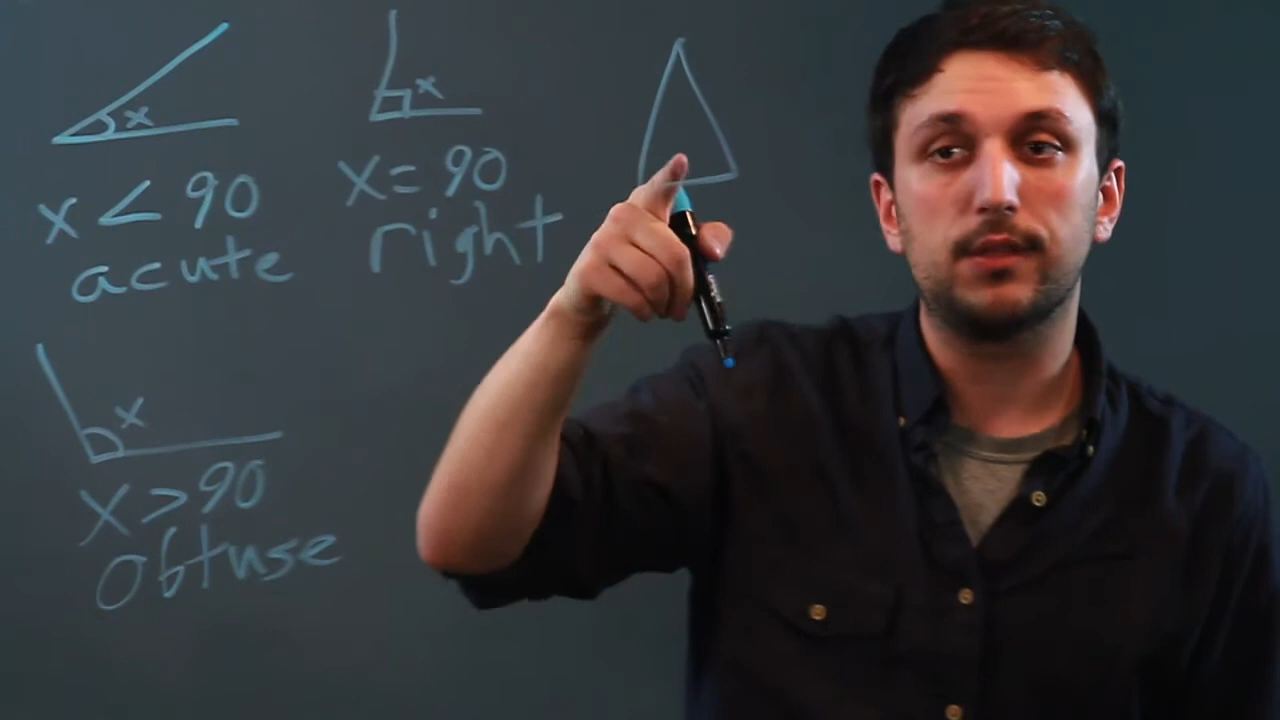 x
x < 90
acute
x
x = 90
right
x
x > 90
obtuse